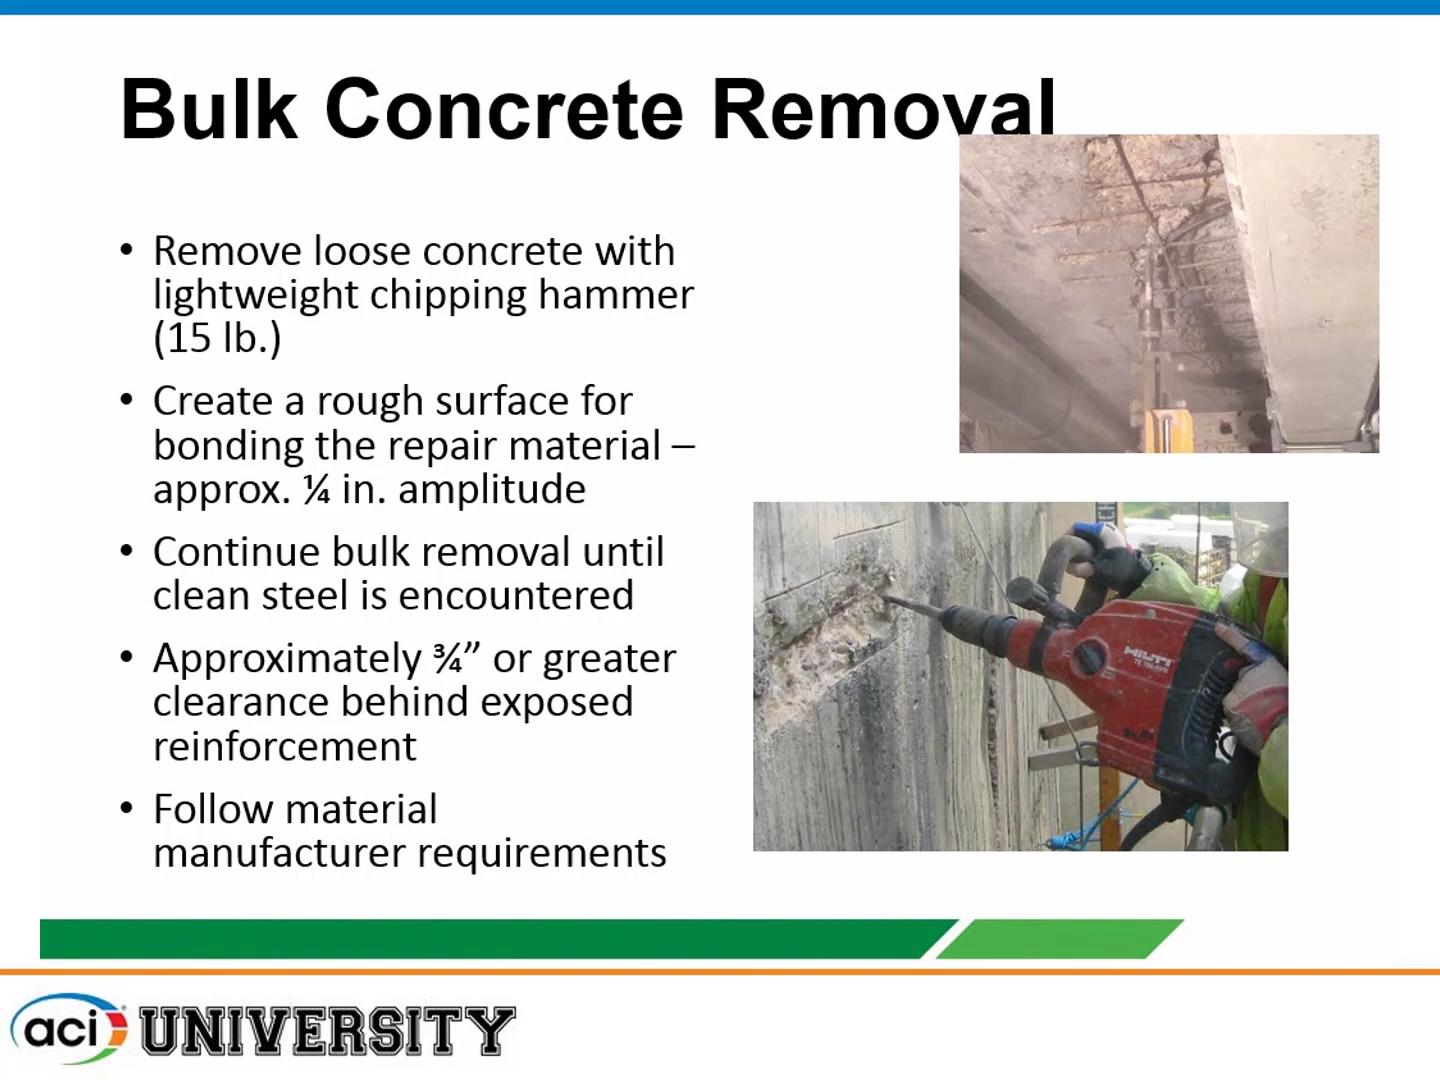 Bulk Concrete Removal
• Remove loose concrete with
lightweight chipping hammer
(15 lb.)
• Create a rough surface for
bonding the repair material –
approx. ¼ in. amplitude
• Continue bulk removal until
clean steel is encountered
• Approximately ¾” or greater
clearance behind exposed
reinforcement
• Follow material
manufacturer requirements
HILTI
aci UNIVERSITY